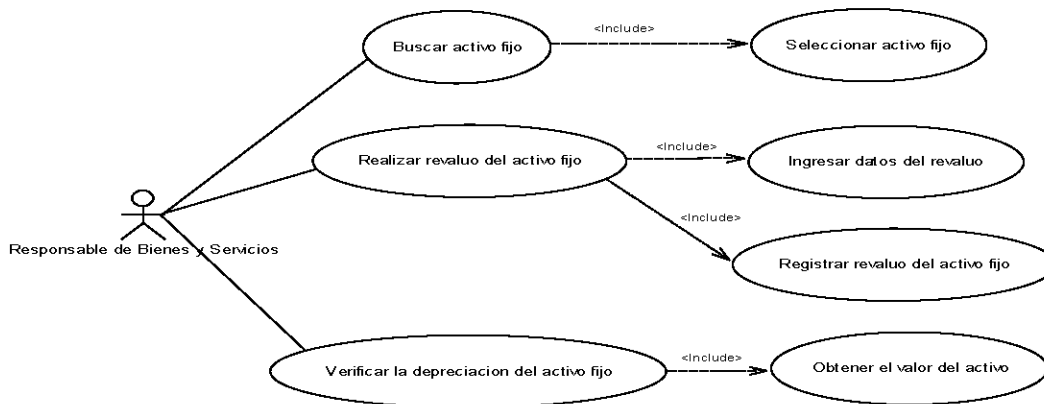 Buscar activo fijo
<Include>
Seleccionar activo fijo
Realizar revaluo del activo fijo
<Include>
Ingresar datos del revaluo
<Include>
Responsable de Bienes y Servicios
Registrar revaluo del activo fijo
Verificar la depreciacion del activo fijo
<Include>
Obtener el valor del activo